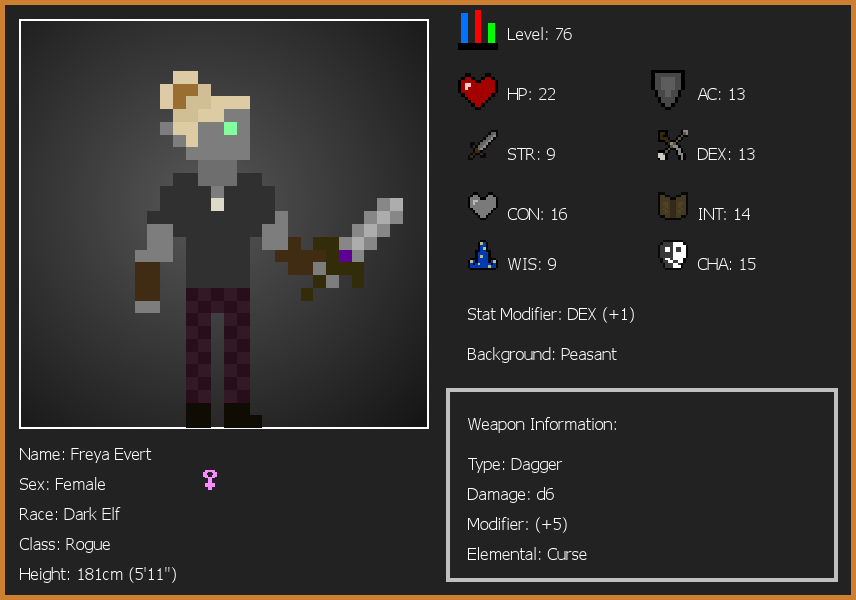 Level: 76
HP: 22
AC: 13
STR: 9
DEX: 13
CON: 16
INT: 14
WIS: 9
CHA: 15
Stat Modifier: DEX (+1)
Background: Peasant
Weapon Information:
Type: Dagger
Damage: d6
Modifier: (+5)
Elemental: Curse
Name: Freya Evert
Sex: Female
Race: Dark Elf
Class: Rogue
Height: 181cm (5'11")